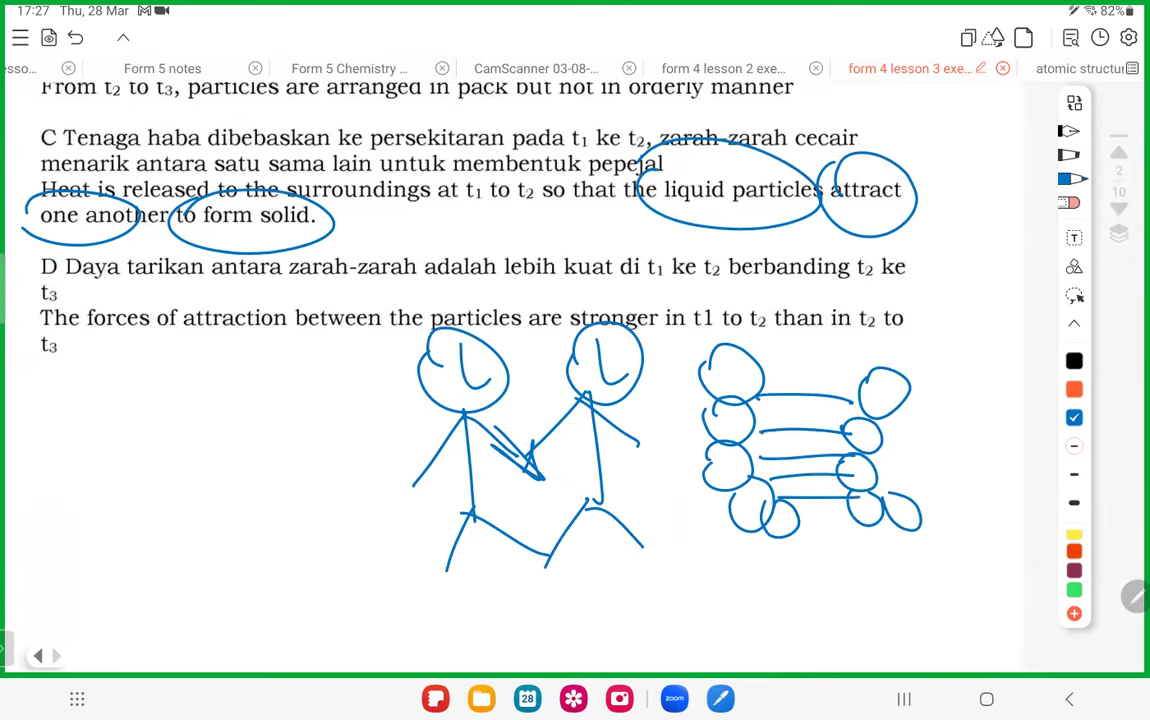 17:27 Thu, 28 Mar 82%
sso... Form 5 notes Form 5 Chemistry ... CamScanner 03-08-... form 4 lesson 2 exe... form 4 lesson 3 exe... atomic structur
From t₂ to t₃, particles are arranged in pack but not in orderly manner
C Tenaga haba dibebaskan ke persekitaran pada t₁ ke t₂, zarah-zarah cecair
menarik antara satu sama lain untuk membentuk pepejal
Heat is released to the surroundings at t₁ to t₂ so that the liquid particles attract
one another to form solid.
D Daya tarikan antara zarah-zarah adalah lebih kuat di t₁ ke t₂ berbanding t₂ ke
t₃
The forces of attraction between the particles are stronger in t1 to t₂ than in t₂ to
t₃
2
10
T
28 zoom